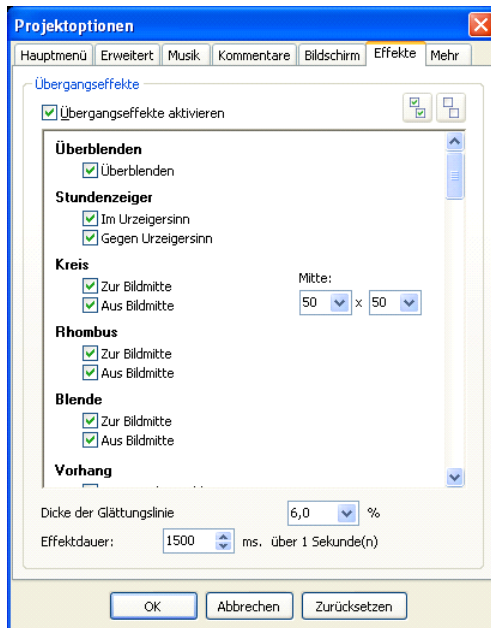 Projektoptionen
Hauptmenü Erweitert Musik Kommentare Bildschirm Effekte Mehr
Übergangseffekte
Übergangseffekte aktivieren
Überblenden
Überblenden
Stundenzeiger
Im Urzeigersinn
Gegen Urzeigersinn
Kreis
Zur Bildmitte
Aus Bildmitte
Mitte:
50 x 50
Rhombus
Zur Bildmitte
Aus Bildmitte
Blende
Zur Bildmitte
Aus Bildmitte
Vorhang
Dicke der Glättungslinie 6,0 %
Effektdauer: 1500 ms. über 1 Sekunde(n)
OK Abbrechen Zurücksetzen